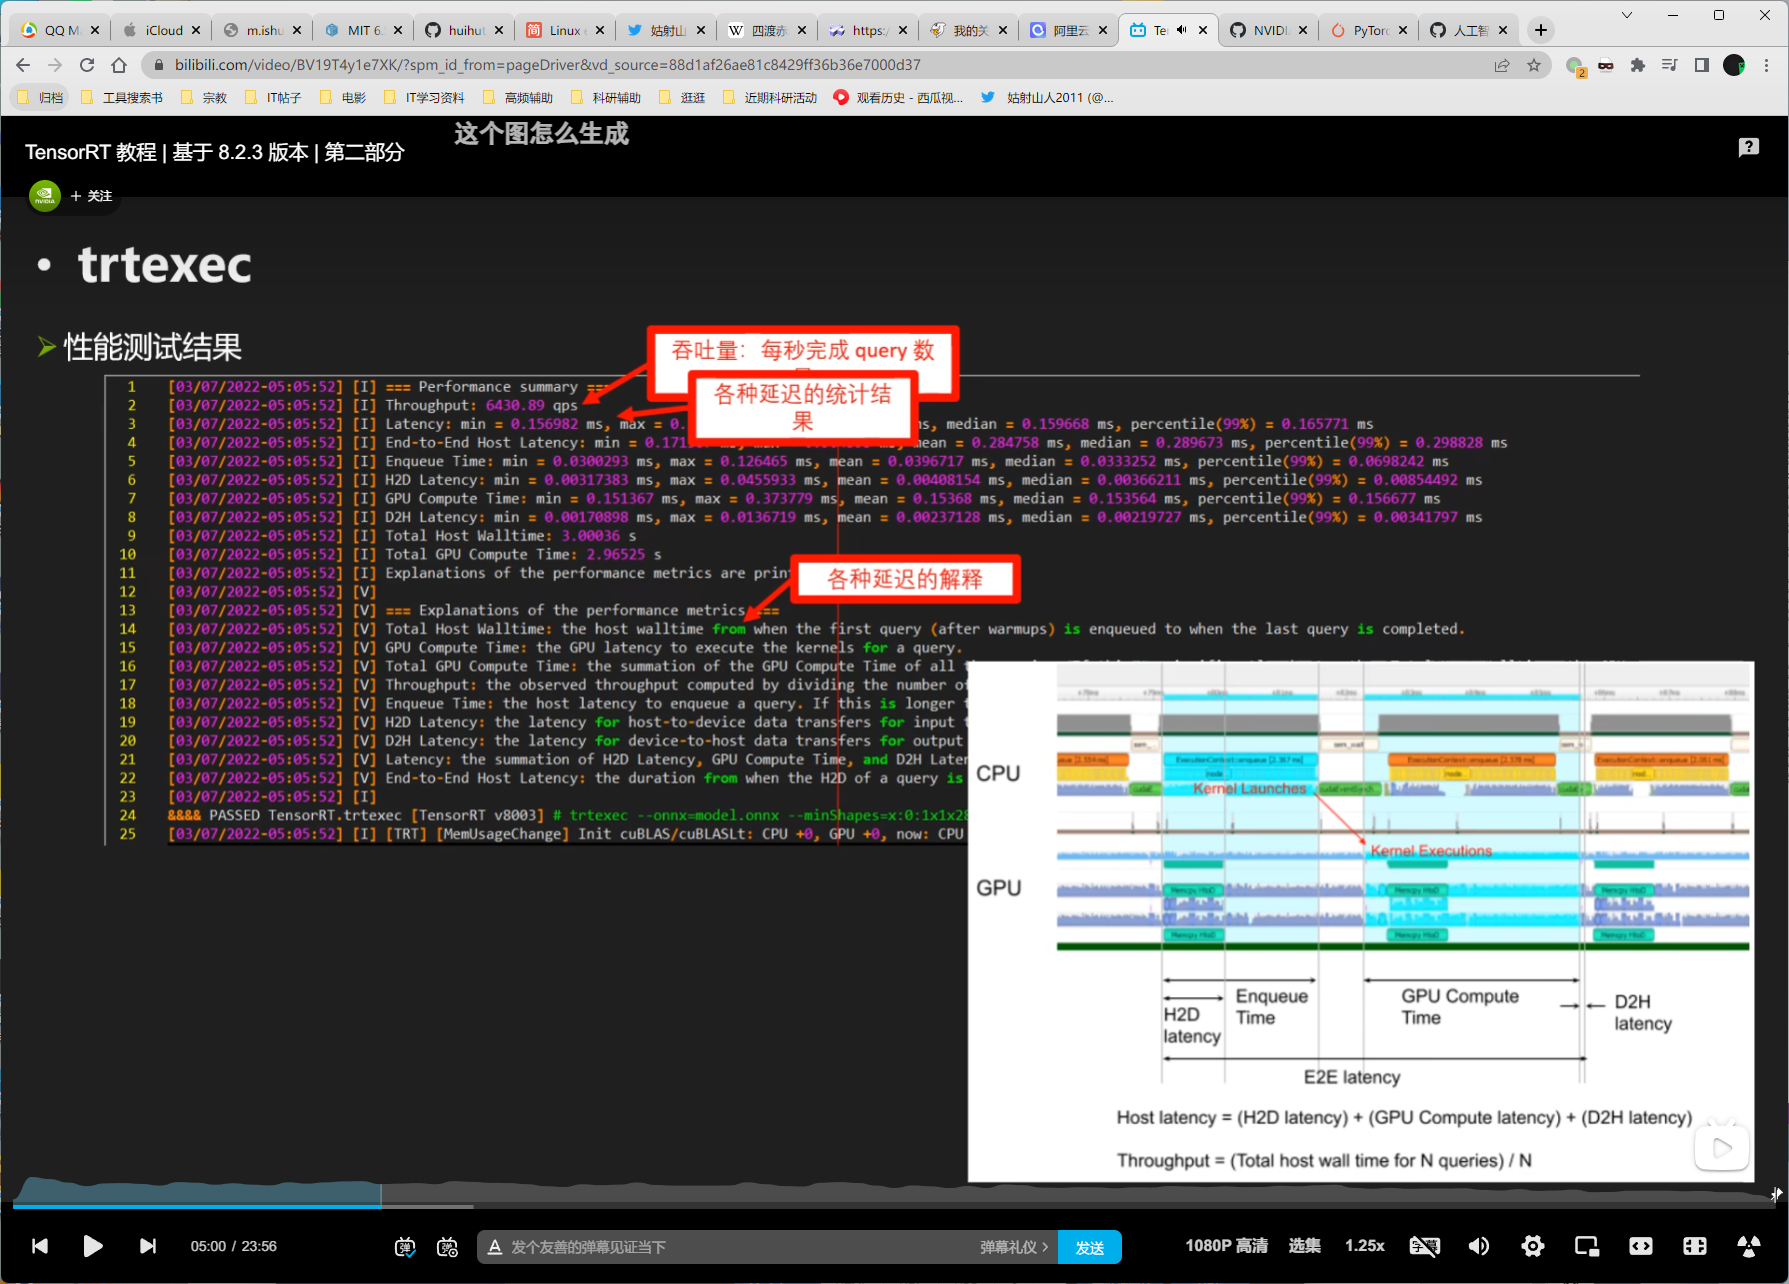 QQ M
iCloud
m.ishu
MIT 6.
huihut
简 Linux
姑射山
W 四渡赤
https:/
我的关
阿里云
Te
NVIDI
PyTorc
人工智
bilibili.com/video/BV19T4y1e7XK/?spm_id_from=pageDriver&vd_source=88d1af26ae81c8429ff36b36e7000d37
2
归档
工具搜索书
宗教
IT帖子
电影
IT学习资料
高频辅助
科研辅助
逛逛
近期科研活动
观看历史 - 西瓜视...
姑射山人2011 (@...
这个图怎么生成
TensorRT 教程 | 基于 8.2.3 版本 | 第二部分
NVIDIA
+ 关注
• trtexec
➢ 性能测试结果
吞吐量：每秒完成 query 数
各种延迟的统计结
果
1 [03/07/2022-05:05:52] [I] === Performance summary ===
2 [03/07/2022-05:05:52] [I] Throughput: 6430.89 qps
3 [03/07/2022-05:05:52] [I] Latency: min = 0.156982 ms, max = 0. ms, median = 0.159668 ms, percentile(99%) = 0.165771 ms
4 [03/07/2022-05:05:52] [I] End-to-End Host Latency: min = 0.171 mean = 0.284758 ms, median = 0.289673 ms, percentile(99%) = 0.298828 ms
5 [03/07/2022-05:05:52] [I] Enqueue Time: min = 0.0300293 ms, max = 0.126465 ms, mean = 0.0396717 ms, median = 0.0333252 ms, percentile(99%) = 0.0698242 ms
6 [03/07/2022-05:05:52] [I] H2D Latency: min = 0.00317383 ms, max = 0.0455933 ms, mean = 0.00408154 ms, median = 0.00366211 ms, percentile(99%) = 0.00854492 ms
7 [03/07/2022-05:05:52] [I] GPU Compute Time: min = 0.151367 ms, max = 0.373779 ms, mean = 0.15368 ms, median = 0.153564 ms, percentile(99%) = 0.156677 ms
8 [03/07/2022-05:05:52] [I] D2H Latency: min = 0.00170898 ms, max = 0.0136719 ms, mean = 0.00237128 ms, median = 0.00219727 ms, percentile(99%) = 0.00341797 ms
9 [03/07/2022-05:05:52] [I] Total Host Walltime: 3.00036 s
10 [03/07/2022-05:05:52] [I] Total GPU Compute Time: 2.96525 s
11 [03/07/2022-05:05:52] [I] Explanations of the performance metrics are prin
各种延迟的解释
12 [03/07/2022-05:05:52] [V]
13 [03/07/2022-05:05:52] [V] === Explanations of the performance metrics ===
14 [03/07/2022-05:05:52] [V] Total Host Walltime: the host walltime from when the first query (after warmups) is enqueued to when the last query is completed.
15 [03/07/2022-05:05:52] [V] GPU Compute Time: the GPU latency to execute the kernels for a query.
16 [03/07/2022-05:05:52] [V] Total GPU Compute Time: the summation of the GPU Compute Time of all
17 [03/07/2022-05:05:52] [V] Throughput: the observed throughput computed by dividing the number of
18 [03/07/2022-05:05:52] [V] Enqueue Time: the host latency to enqueue a query. If this is longer
19 [03/07/2022-05:05:52] [V] H2D Latency: the latency for host-to-device data transfers for input
20 [03/07/2022-05:05:52] [V] D2H Latency: the latency for device-to-host data transfers for output
21 [03/07/2022-05:05:52] [V] Latency: the summation of H2D Latency, GPU Compute Time, and D2H Laten
22 [03/07/2022-05:05:52] [V] End-to-End Host Latency: the duration from when the H2D of a query is
23 [03/07/2022-05:05:52] [I]
24 &&&& PASSED TensorRT.trtexec [TensorRT v8003] # trtexec --onnx=model.onnx --minShapes=x:0:1x1x28
25 [03/07/2022-05:05:52] [I] [TRT] [MemUsageChange] Init cuBLAS/cuBLASLt: CPU +0, GPU +0, now: CPU
CPU
Kernel Launches
Kernel Executions
GPU
Memcpy HtoD
Memcpy HtoD
Memcpy HtoD
Memcpy HtoD
Memcpy HtoD
Memcpy HtoD
H2D
latency
Enqueue
Time
GPU Compute
Time
D2H
latency
E2E latency
Host latency = (H2D latency) + (GPU Compute latency) + (D2H latency)
Throughput = (Total host wall time for N queries) / N
05:00 / 23:56
弹
弹
A 发个友善的弹幕见证当下
弹幕礼仪 >
发送
1080P 高清
选集
1.25x
字幕